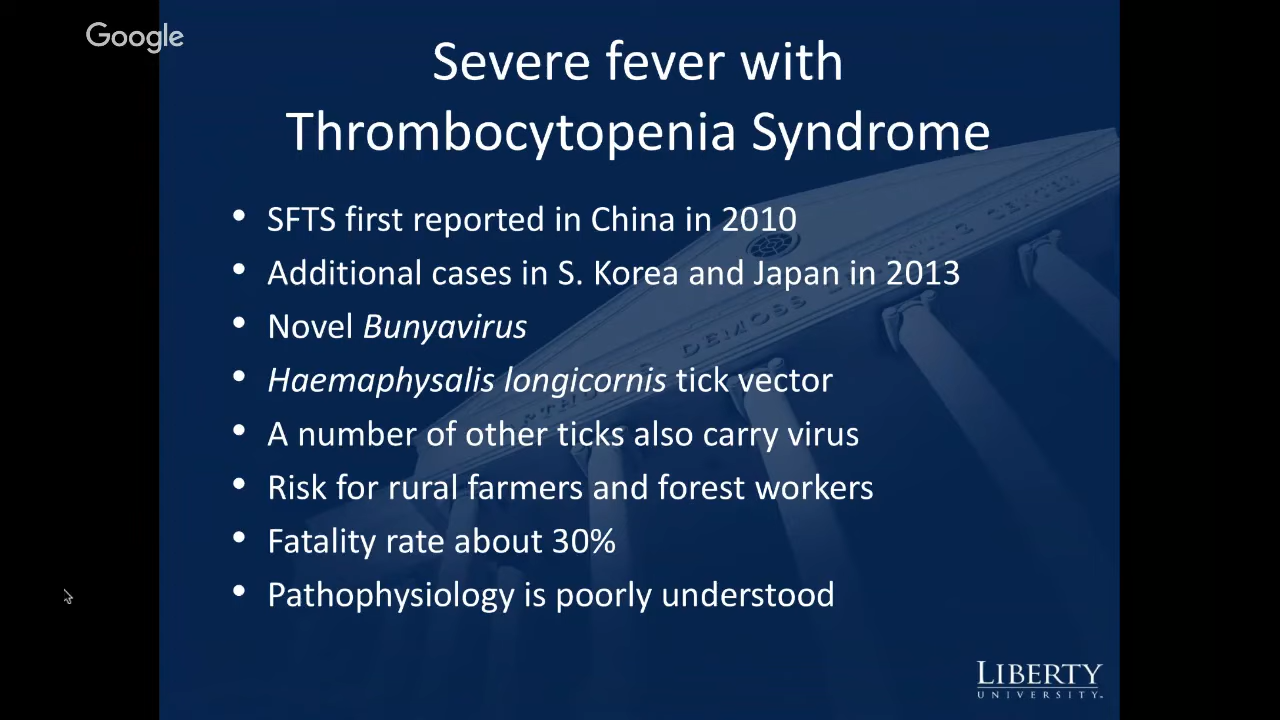 Google
Severe fever with
Thrombocytopenia Syndrome
• SFTS first reported in China in 2010
• Additional cases in S. Korea and Japan in 2013
• Novel Bunyavirus
• Haemaphysalis longicornis tick vector
DEMOSS
• A number of other ticks also carry virus
• Risk for rural farmers and forest workers
• Fatality rate about 30%
• Pathophysiology is poorly understood
LIBERTY
UNIVERSITY